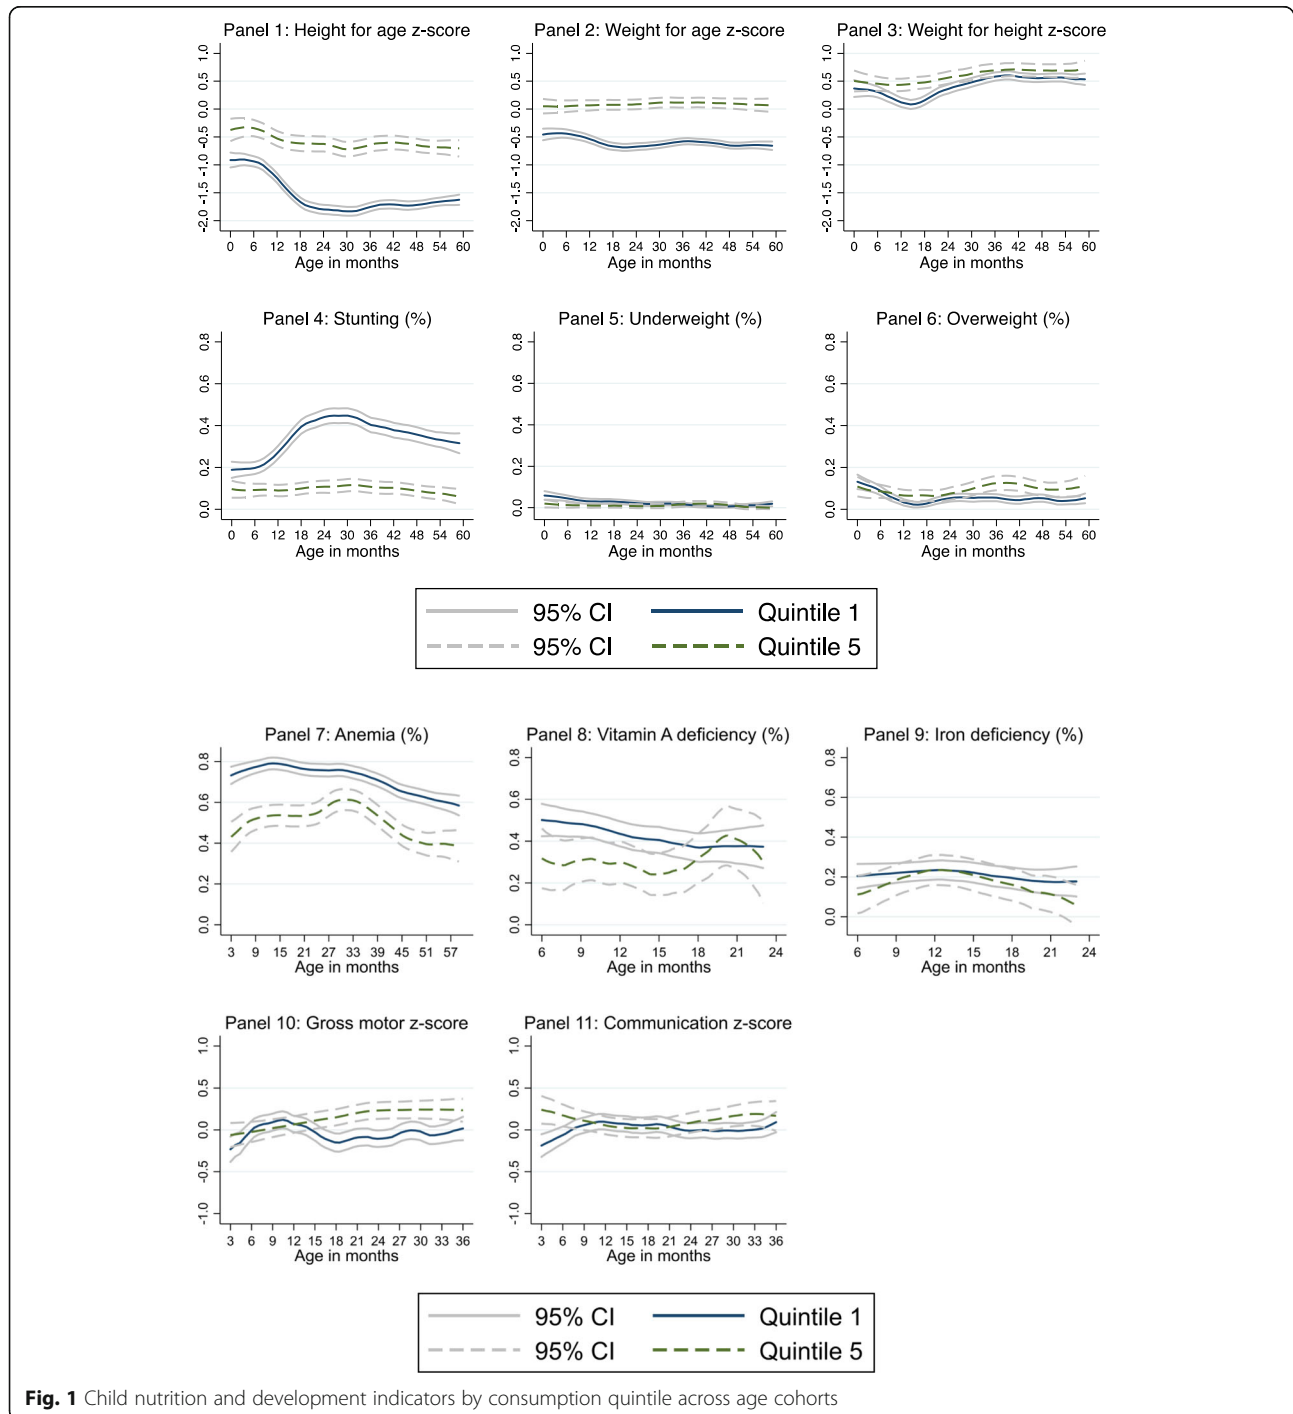 Panel 1: Height for age z-score
Panel 2: Weight for age z-score
Panel 3: Weight for height z-score
1.0
0.5
0.0
-0.5
-1.0
-1.5
-2.0
0 6 12 18 24 30 36 42 48 54 60
Age in months
1.0
0.5
0.0
-0.5
-1.0
-1.5
-2.0
0 6 12 18 24 30 36 42 48 54 60
Age in months
1.0
0.5
0.0
-0.5
-1.0
-1.5
-2.0
0 6 12 18 24 30 36 42 48 54 60
Age in months
Panel 4: Stunting (%)
Panel 5: Underweight (%)
Panel 6: Overweight (%)
0.8
0.6
0.4
0.2
0.0
0 6 12 18 24 30 36 42 48 54 60
Age in months
0.8
0.6
0.4
0.2
0.0
0 6 12 18 24 30 36 42 48 54 60
Age in months
0.8
0.6
0.4
0.2
0.0
0 6 12 18 24 30 36 42 48 54 60
Age in months
95% CI Quintile 1
95% CI Quintile 5
Panel 7: Anemia (%)
Panel 8: Vitamin A deficiency (%)
Panel 9: Iron deficiency (%)
0.8
0.6
0.4
0.2
0.0
3 9 15 21 27 33 39 45 51 57
Age in months
0.8
0.6
0.4
0.2
0.0
6 9 12 15 18 21 24
Age in months
0.8
0.6
0.4
0.2
0.0
6 9 12 15 18 21 24
Age in months
Panel 10: Gross motor z-score
Panel 11: Communication z-score
1.0
0.5
0.0
-0.5
-1.0
3 6 9 12 15 18 21 24 27 30 33 36
Age in months
1.0
0.5
0.0
-0.5
-1.0
3 6 9 12 15 18 21 24 27 30 33 36
Age in months
95% CI Quintile 1
95% CI Quintile 5
Fig. 1 Child nutrition and development indicators by consumption quintile across age cohorts